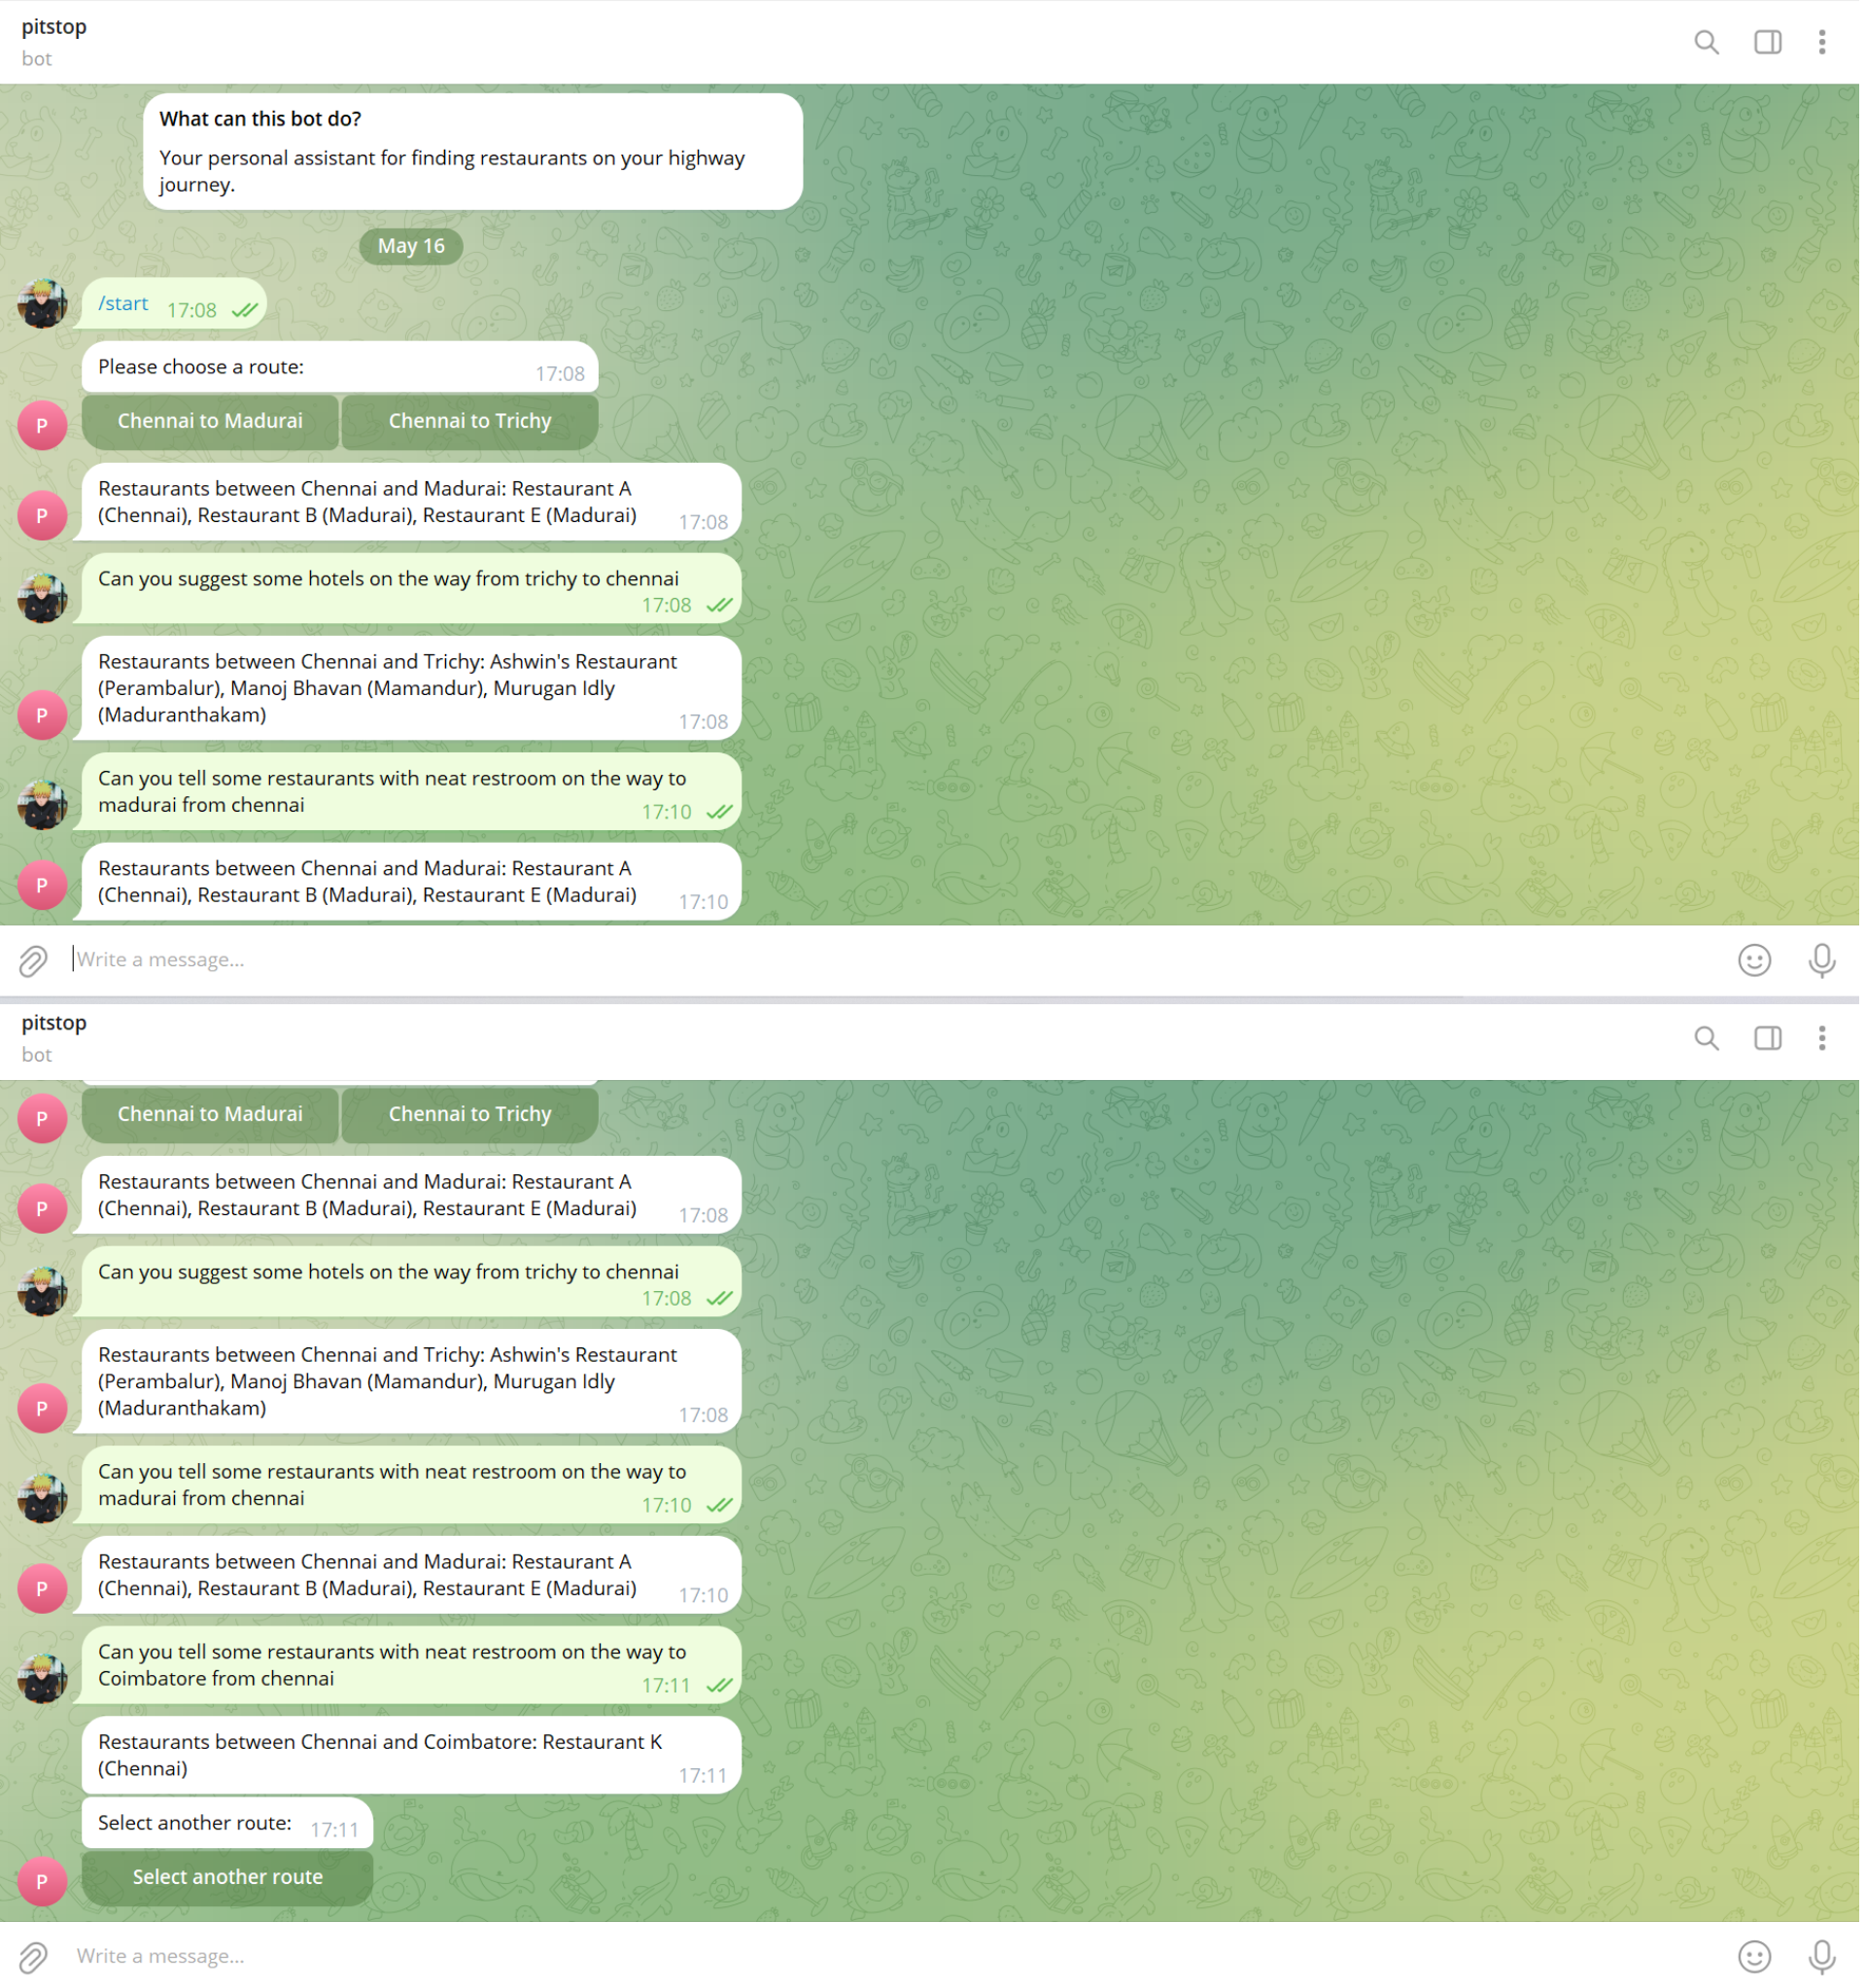 pitstop
bot
What can this bot do?
Your personal assistant for finding restaurants on your highway
journey.
May 16
/start 17:08
Please choose a route: 17:08
Chennai to Madurai Chennai to Trichy
P
Restaurants between Chennai and Madurai: Restaurant A
(Chennai), Restaurant B (Madurai), Restaurant E (Madurai) 17:08
P
Can you suggest some hotels on the way from trichy to chennai
17:08
Restaurants between Chennai and Trichy: Ashwin's Restaurant
(Perambalur), Manoj Bhavan (Mamandur), Murugan Idly
(Maduranthakam) 17:08
P
Can you tell some restaurants with neat restroom on the way to
madurai from chennai 17:10
Restaurants between Chennai and Madurai: Restaurant A
(Chennai), Restaurant B (Madurai), Restaurant E (Madurai) 17:10
P
Write a message...
pitstop
bot
Chennai to Madurai Chennai to Trichy
P
Restaurants between Chennai and Madurai: Restaurant A
(Chennai), Restaurant B (Madurai), Restaurant E (Madurai) 17:08
P
Can you suggest some hotels on the way from trichy to chennai
17:08
Restaurants between Chennai and Trichy: Ashwin's Restaurant
(Perambalur), Manoj Bhavan (Mamandur), Murugan Idly
(Maduranthakam) 17:08
P
Can you tell some restaurants with neat restroom on the way to
madurai from chennai 17:10
Restaurants between Chennai and Madurai: Restaurant A
(Chennai), Restaurant B (Madurai), Restaurant E (Madurai) 17:10
P
Can you tell some restaurants with neat restroom on the way to
Coimbatore from chennai 17:11
Restaurants between Chennai and Coimbatore: Restaurant K
(Chennai) 17:11
Select another route: 17:11
Select another route
P
Write a message...